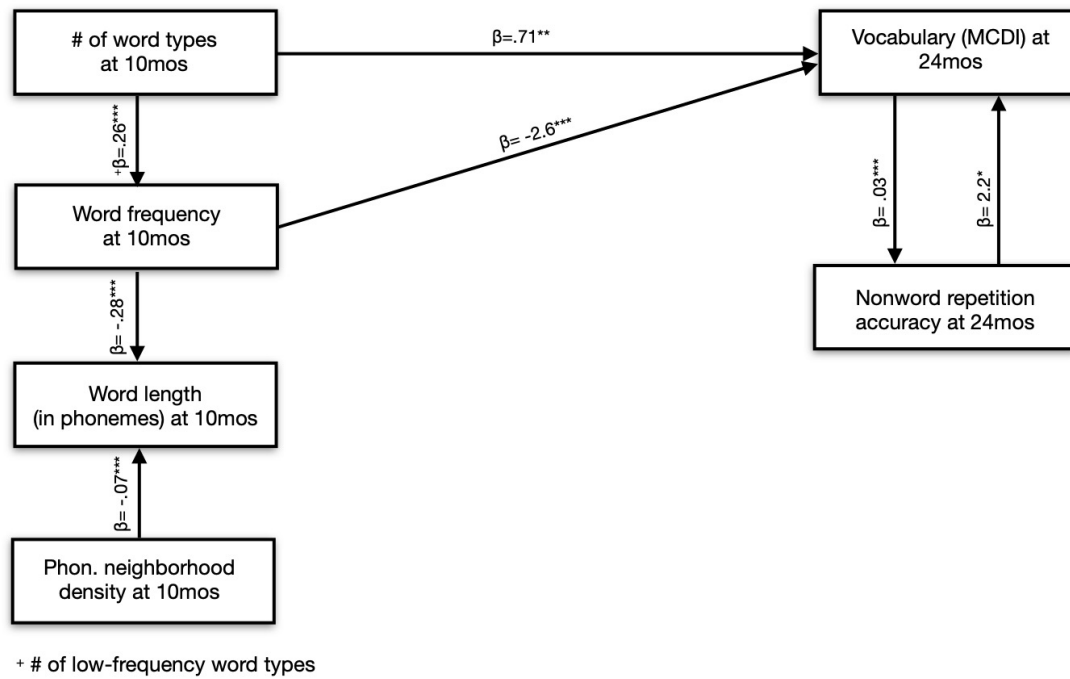 # of word types
at 10mos
β=.71**
Vocabulary (MCDI) at
24mos
+β=.26***
β= -2.6***
Word frequency
at 10mos
β= .03***
β= 2.2*
Nonword repetition
accuracy at 24mos
β= -.28***
Word length
(in phonemes) at 10mos
β= -.07***
Phon. neighborhood
density at 10mos
+ # of low-frequency word types